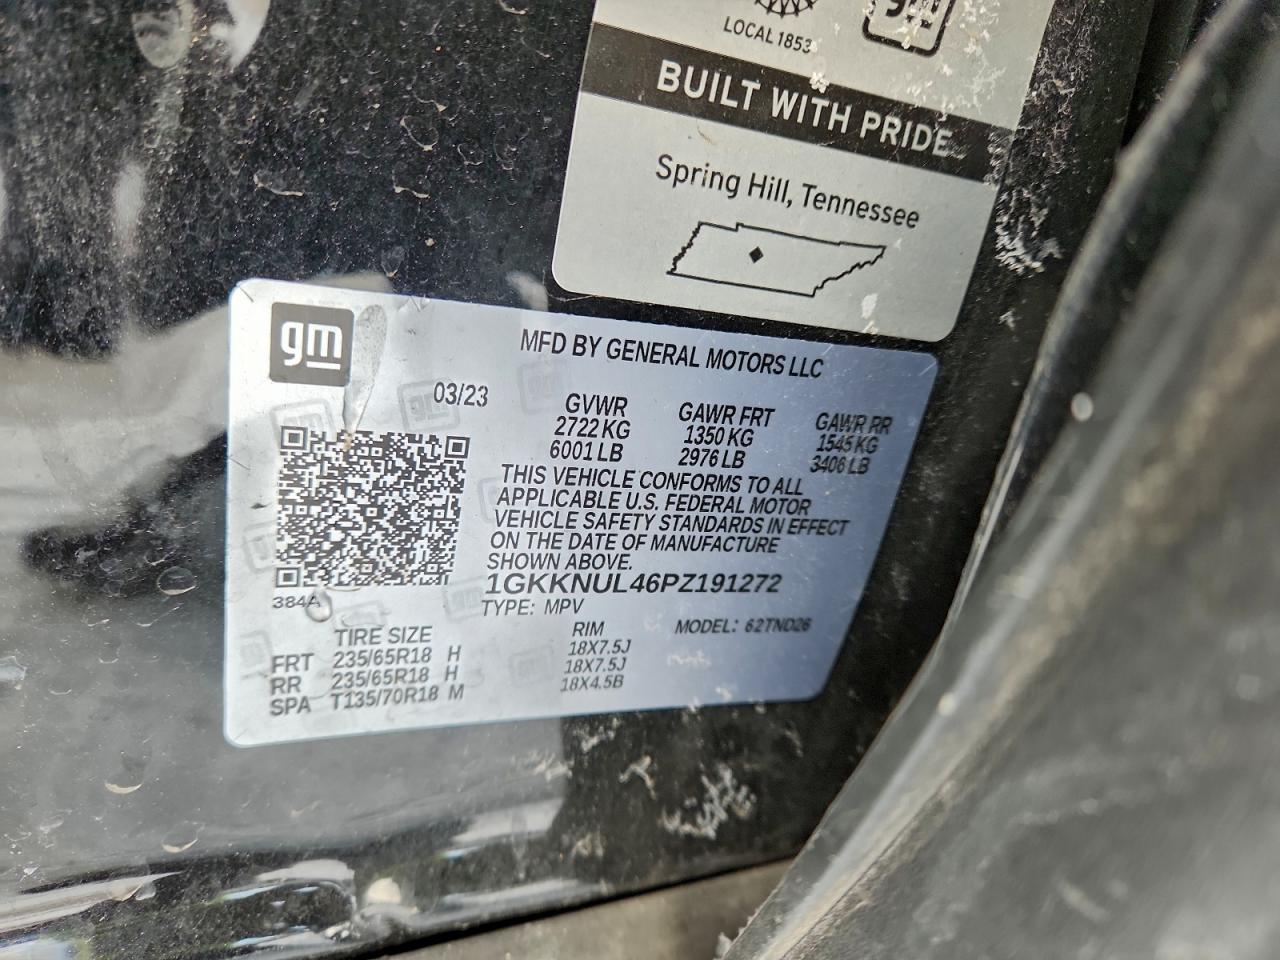 LOCAL 1853
gm
BUILT WITH PRIDE
Spring Hill, Tennessee
gm
MFD BY GENERAL MOTORS LLC
03/23
GVWR GAWR FRT GAWR RR
2722 KG 1350 KG 1545 KG
6001 LB 2976 LB 3406 LB
THIS VEHICLE CONFORMS TO ALL
APPLICABLE U.S. FEDERAL MOTOR
VEHICLE SAFETY STANDARDS IN EFFECT
ON THE DATE OF MANUFACTURE
SHOWN ABOVE.
1GKKNUL46PZ191272
384A
TYPE: MPV MODEL: 62TND26
TIRE SIZE RIM
FRT 235/65R18 H 18X7.5J
RR 235/65R18 H 18X7.5J
SPA T135/70R18 M 18X4.5B